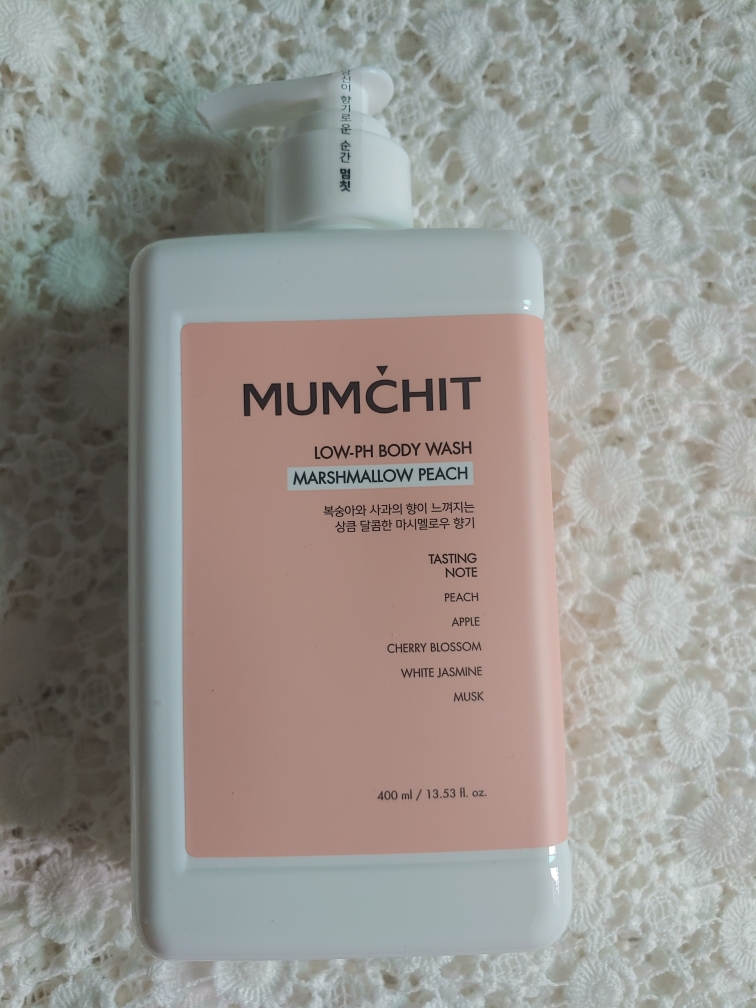 향기로운 순간 멈칫
MUMCHIT
LOW-PH BODY WASH
MARSHMALLOW PEACH
복숭아와 사과의 향이 느껴지는
상큼 달콤한 마시멜로우 향기
TASTING
NOTE
PEACH
APPLE
CHERRY BLOSSOM
WHITE JASMINE
MUSK
400 ml / 13.53 fl. oz.